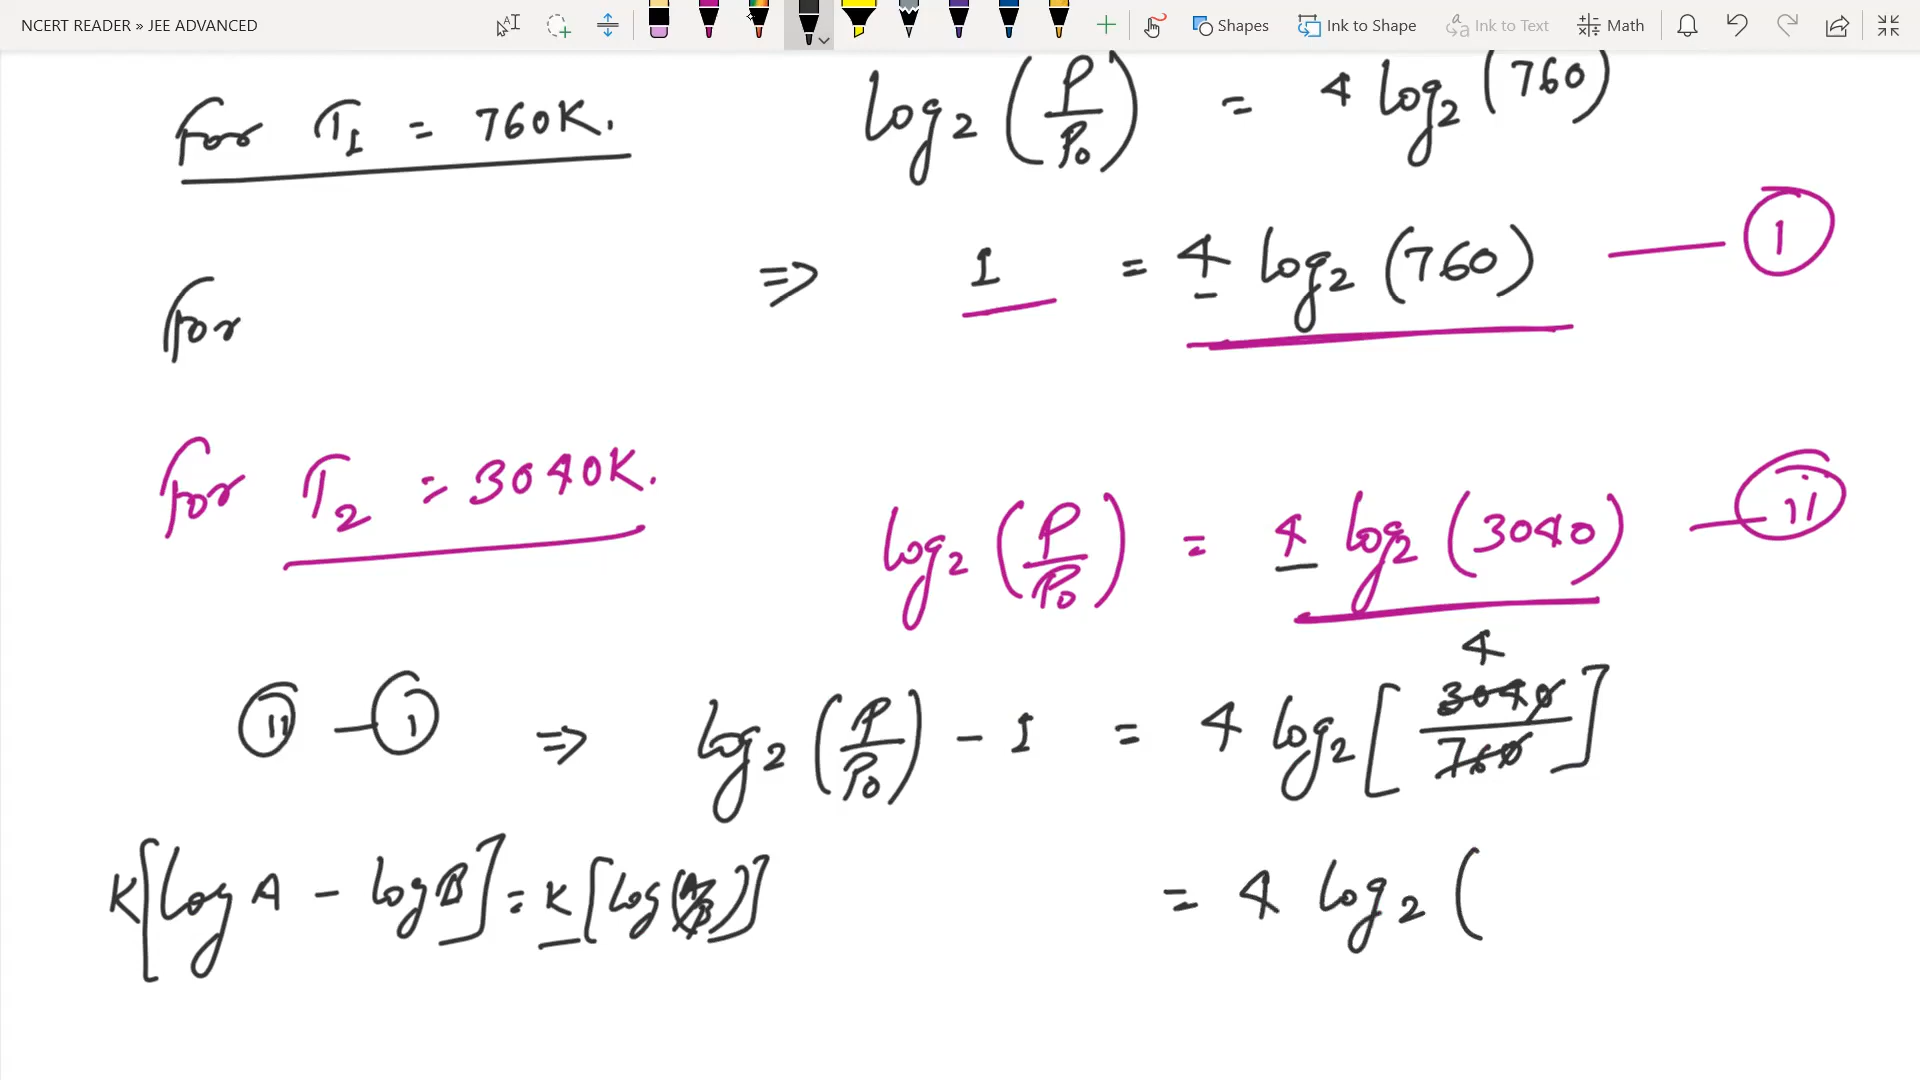 NCERT READER » JEE ADVANCED
Shapes
Ink to Shape
Ink to Text
Math
for T₁ = 760K.
log₂ (P/P₀) = 4 log₂ (760)
⇒ 1 = 4 log₂ (760) — (i)
for
for T₂ = 3040K.
log₂ (P/P₀) = 4 log₂ (3040) — (ii)
(ii) — (i) ⇒ log₂ (P/P₀) - 1 = 4 log₂ [3040/760] 4
K[log A - log B] = K[log(A/B)]
= 4 log₂ (